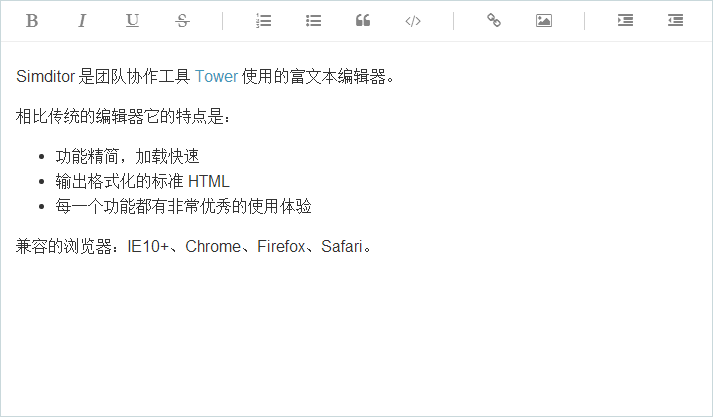 B I U S
Simditor 是团队协作工具 Tower 使用的富文本编辑器。
相比传统的编辑器它的特点是：
功能精简，加载快速
输出格式化的标准 HTML
每一个功能都有非常优秀的使用体验
兼容的浏览器：IE10+、Chrome、Firefox、Safari。